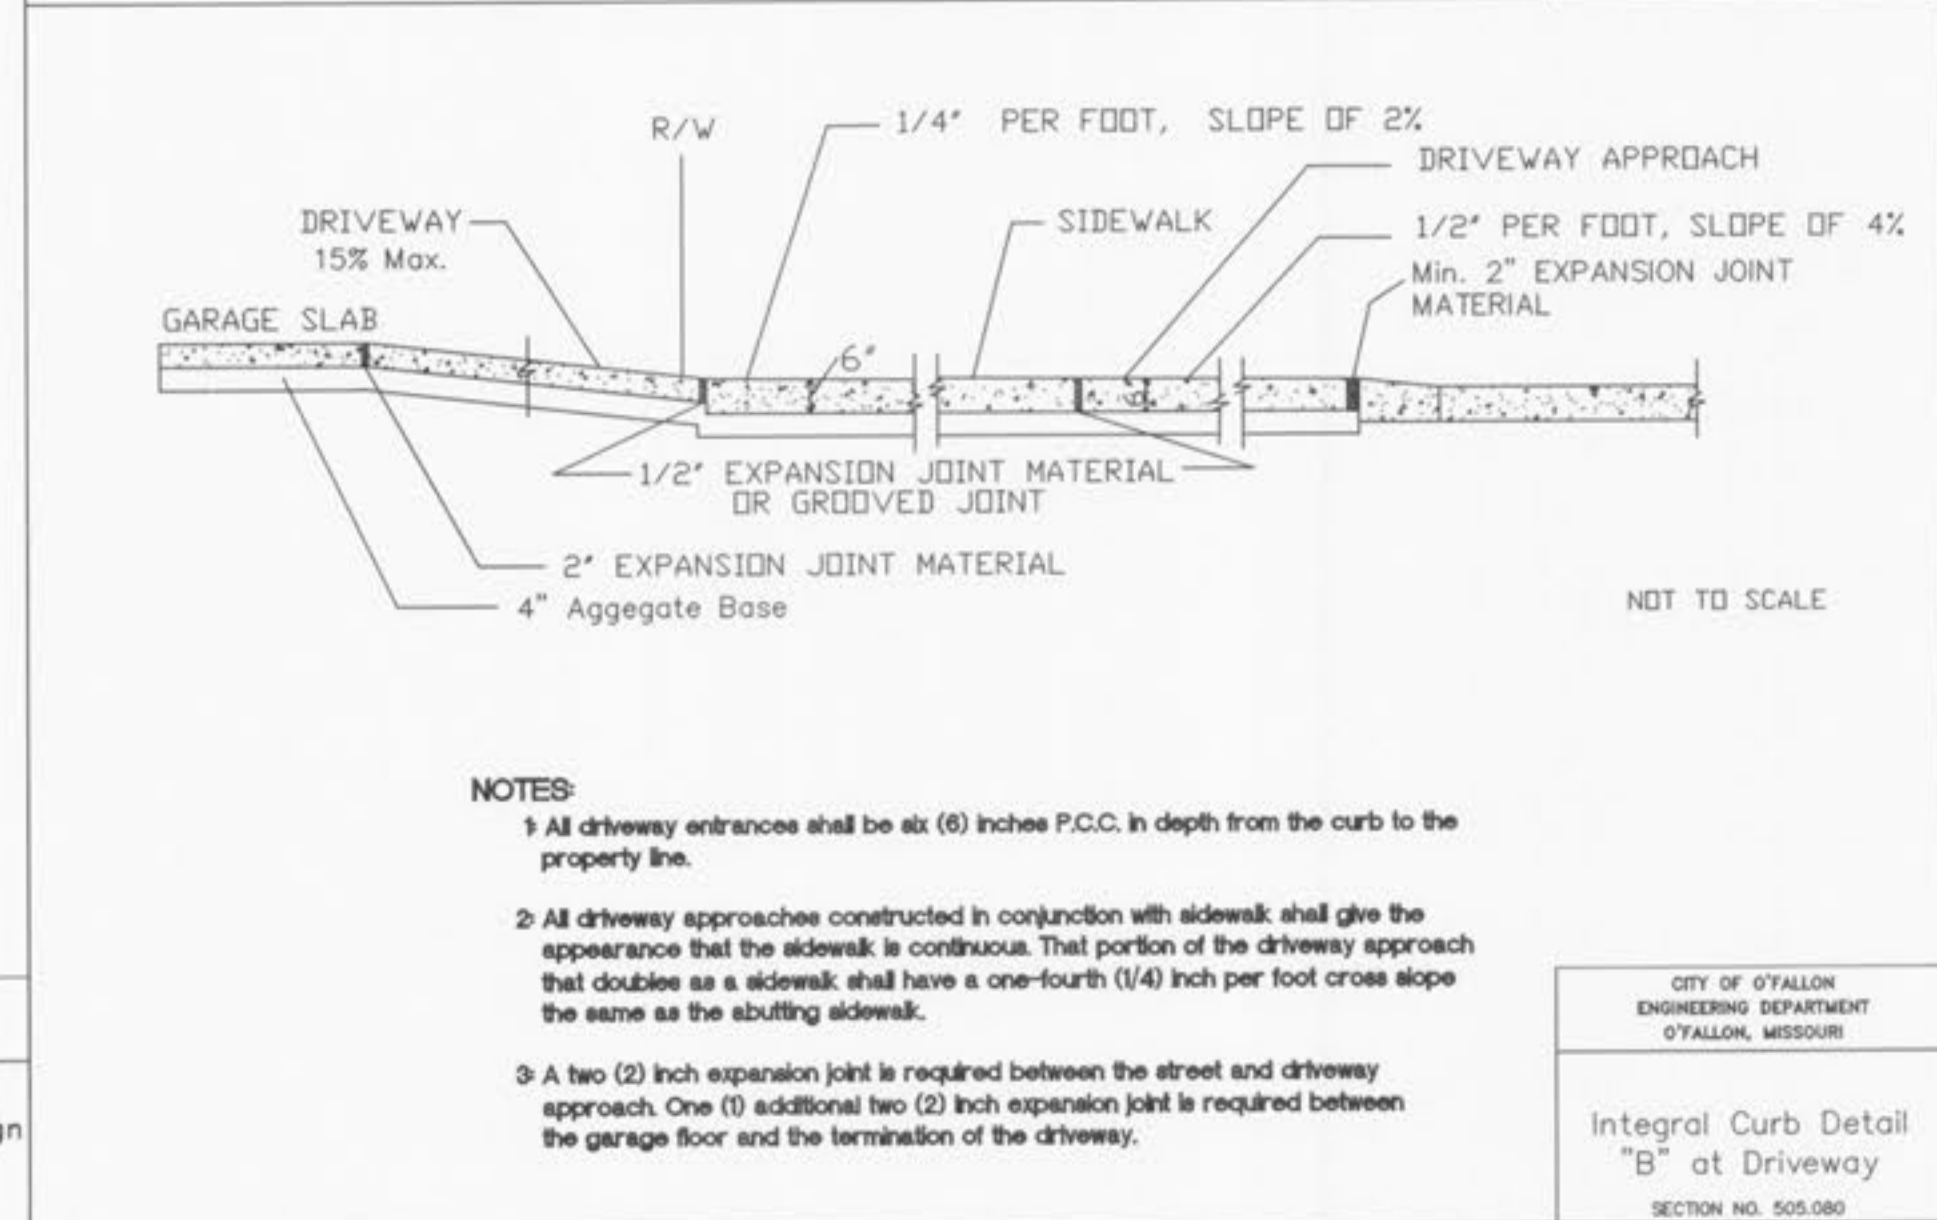 R/W
1/4" PER FOOT, SLOPE OF 2%
DRIVEWAY APPROACH
DRIVEWAY
15% Max.
SIDEWALK
1/2" PER FOOT, SLOPE OF 4%
Min. 2" EXPANSION JOINT
MATERIAL
GARAGE SLAB
6"
6"
1/2" EXPANSION JOINT MATERIAL
OR GROOVED JOINT
2" EXPANSION JOINT MATERIAL
4" Aggegate Base
NOT TO SCALE
NOTES:
1: All driveway entrances shall be six (6) inches P.C.C. in depth from the curb to the
property line.
2: All driveway approaches constructed in conjunction with sidewalk shall give the
appearance that the sidewalk is continuous. That portion of the driveway approach
that doubles as a sidewalk shall have a one-fourth (1/4) inch per foot cross slope
the same as the abutting sidewalk.
3: A two (2) inch expansion joint is required between the street and driveway
approach. One (1) additional two (2) inch expansion joint is required between
the garage floor and the termination of the driveway.
CITY OF O'FALLON
ENGINEERING DEPARTMENT
O'FALLON, MISSOURI
Integral Curb Detail
"B" at Driveway
SECTION NO. 505.080